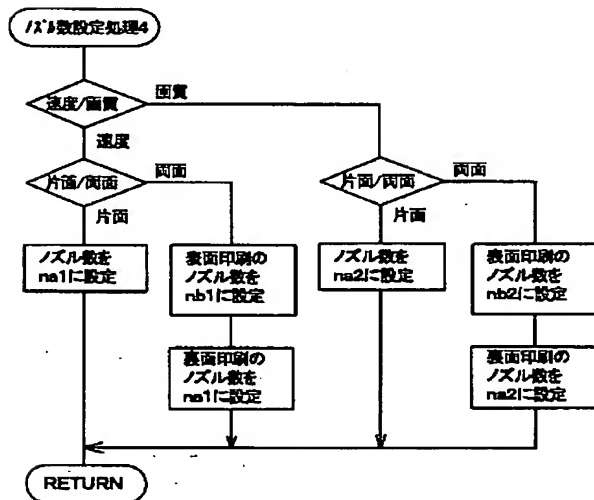 ﾉｽﾞﾙ数設定処理4
速度/画質
画質
速度
片面/両面
両面
片面
片面/両面
両面
片面
ノズル数を
na1に設定
表面印刷の
ノズル数を
nb1に設定
ノズル数を
na2に設定
表面印刷の
ノズル数を
nb2に設定
裏面印刷の
ノズル数を
na1に設定
裏面印刷の
ノズル数を
na2に設定
RETURN